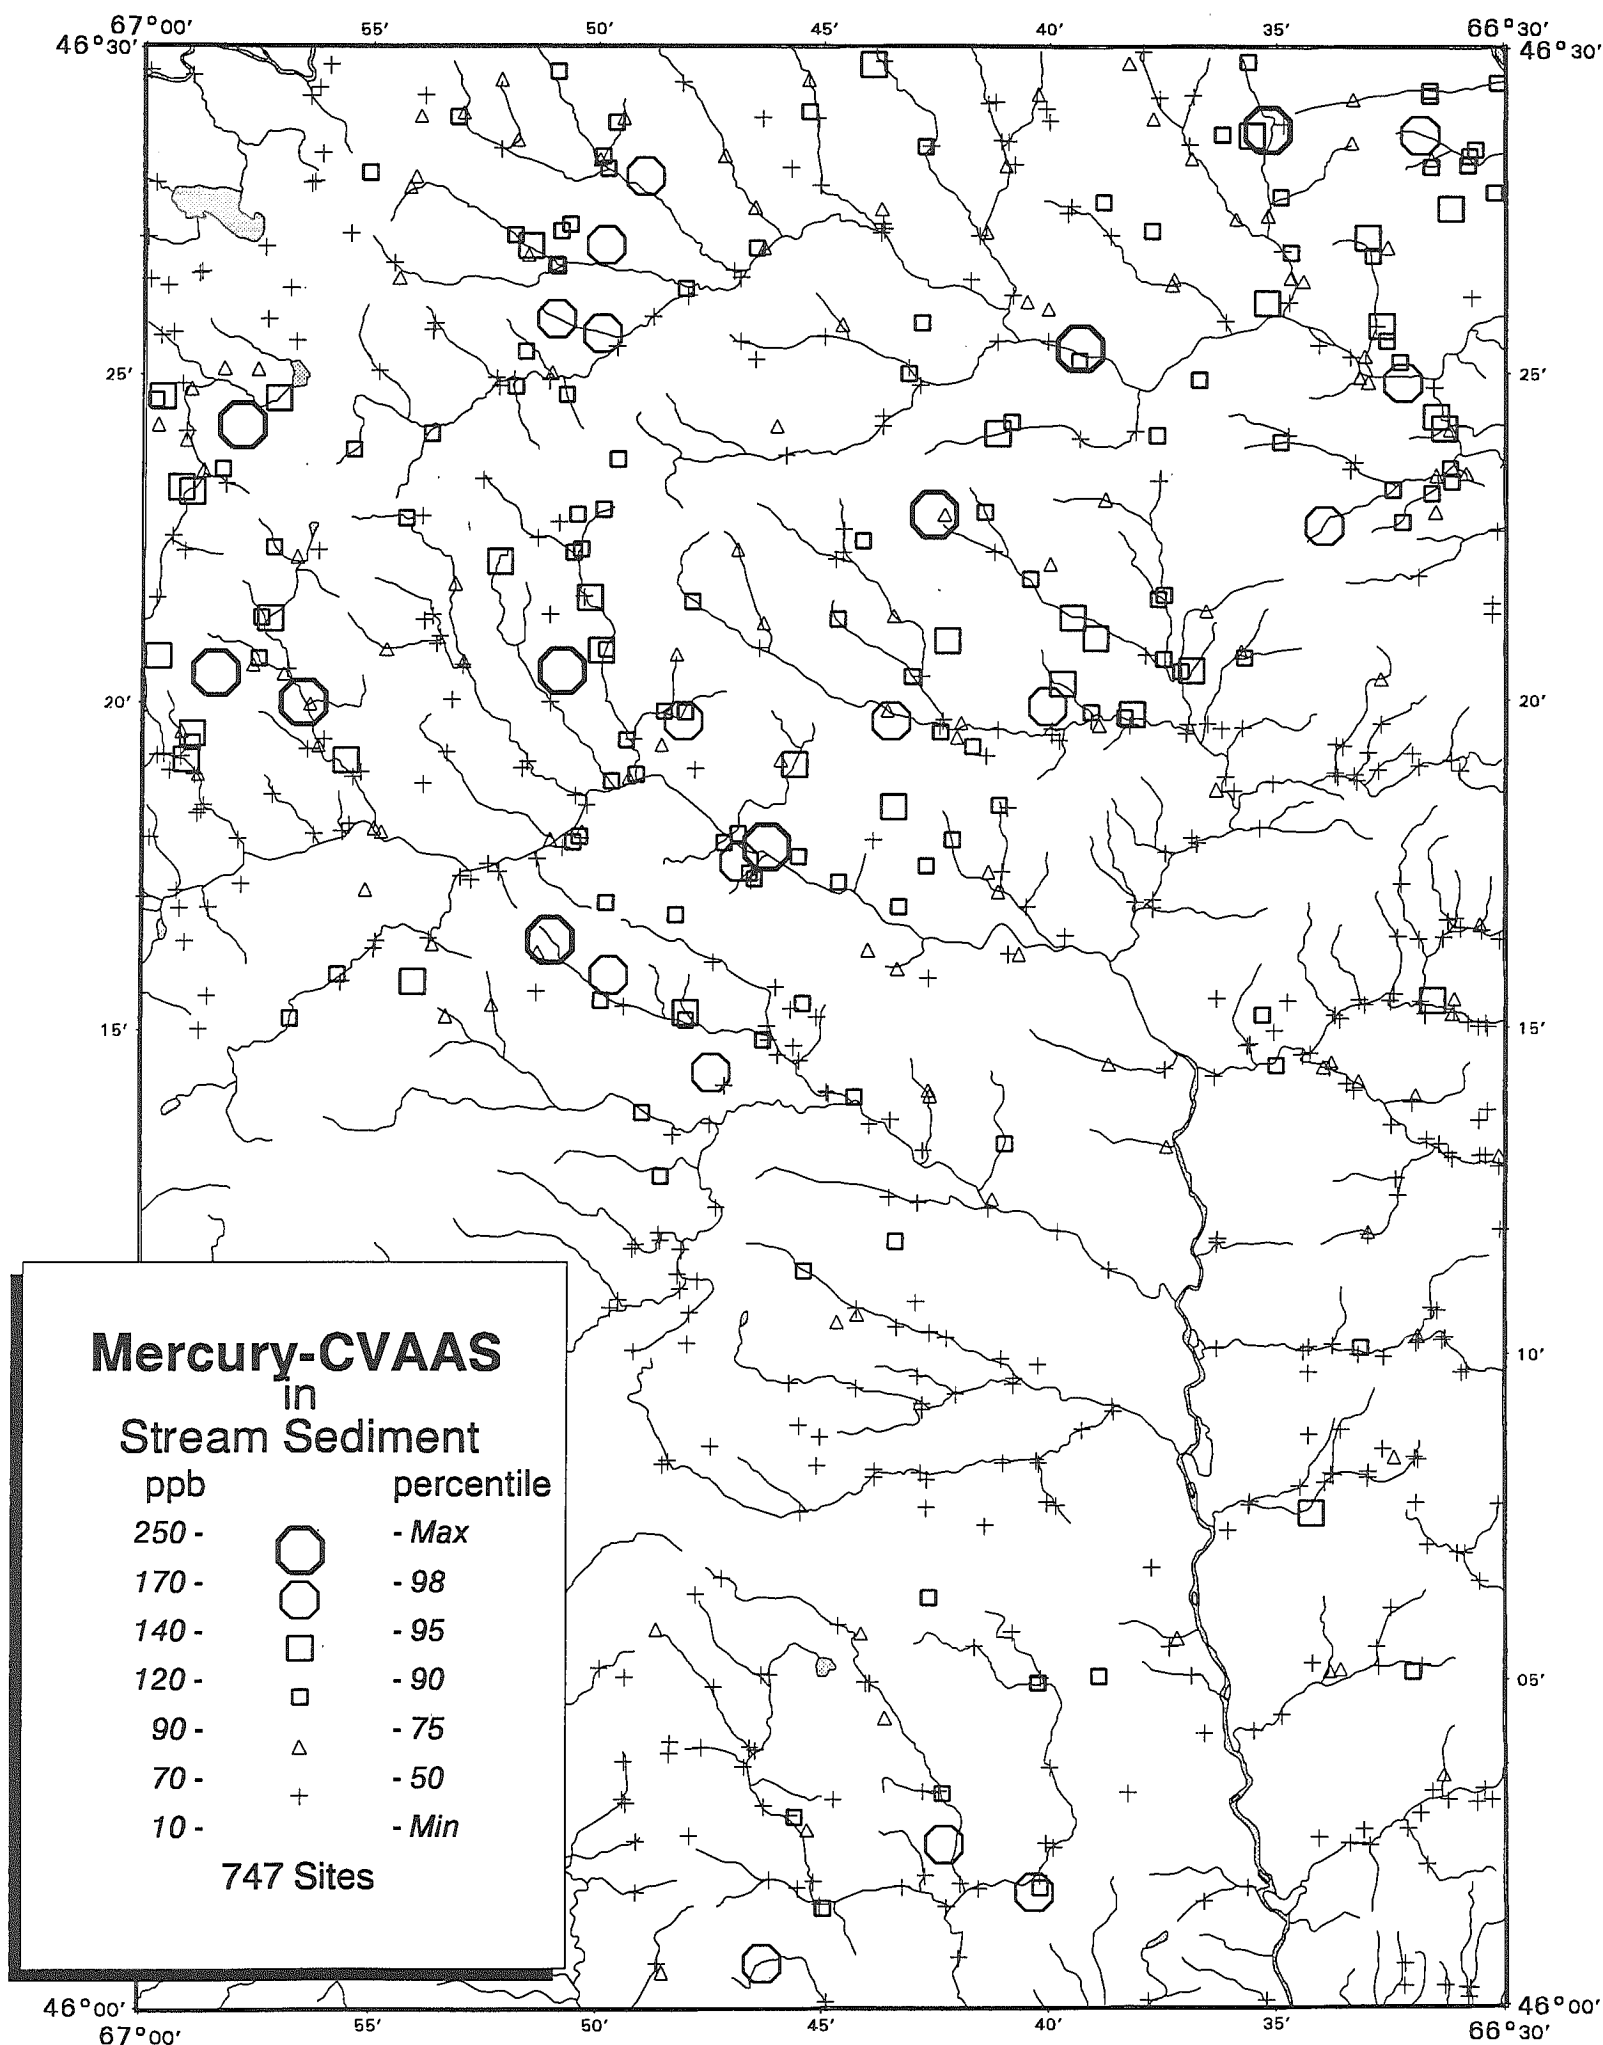 67°00′ 55′ 50′ 45′ 40′ 35′ 66°30′
46°30′ 46°30′
25′ 25′
20′ 20′
15′ 15′
10′
05′
Mercury-CVAAS
in
Stream Sediment
ppb percentile
250 - - Max
170 - - 98
140 - - 95
120 - - 90
90 - - 75
70 - - 50
10 - - Min
747 Sites
46°00′ 46°00′
67°00′ 55′ 50′ 45′ 40′ 35′ 66°30′